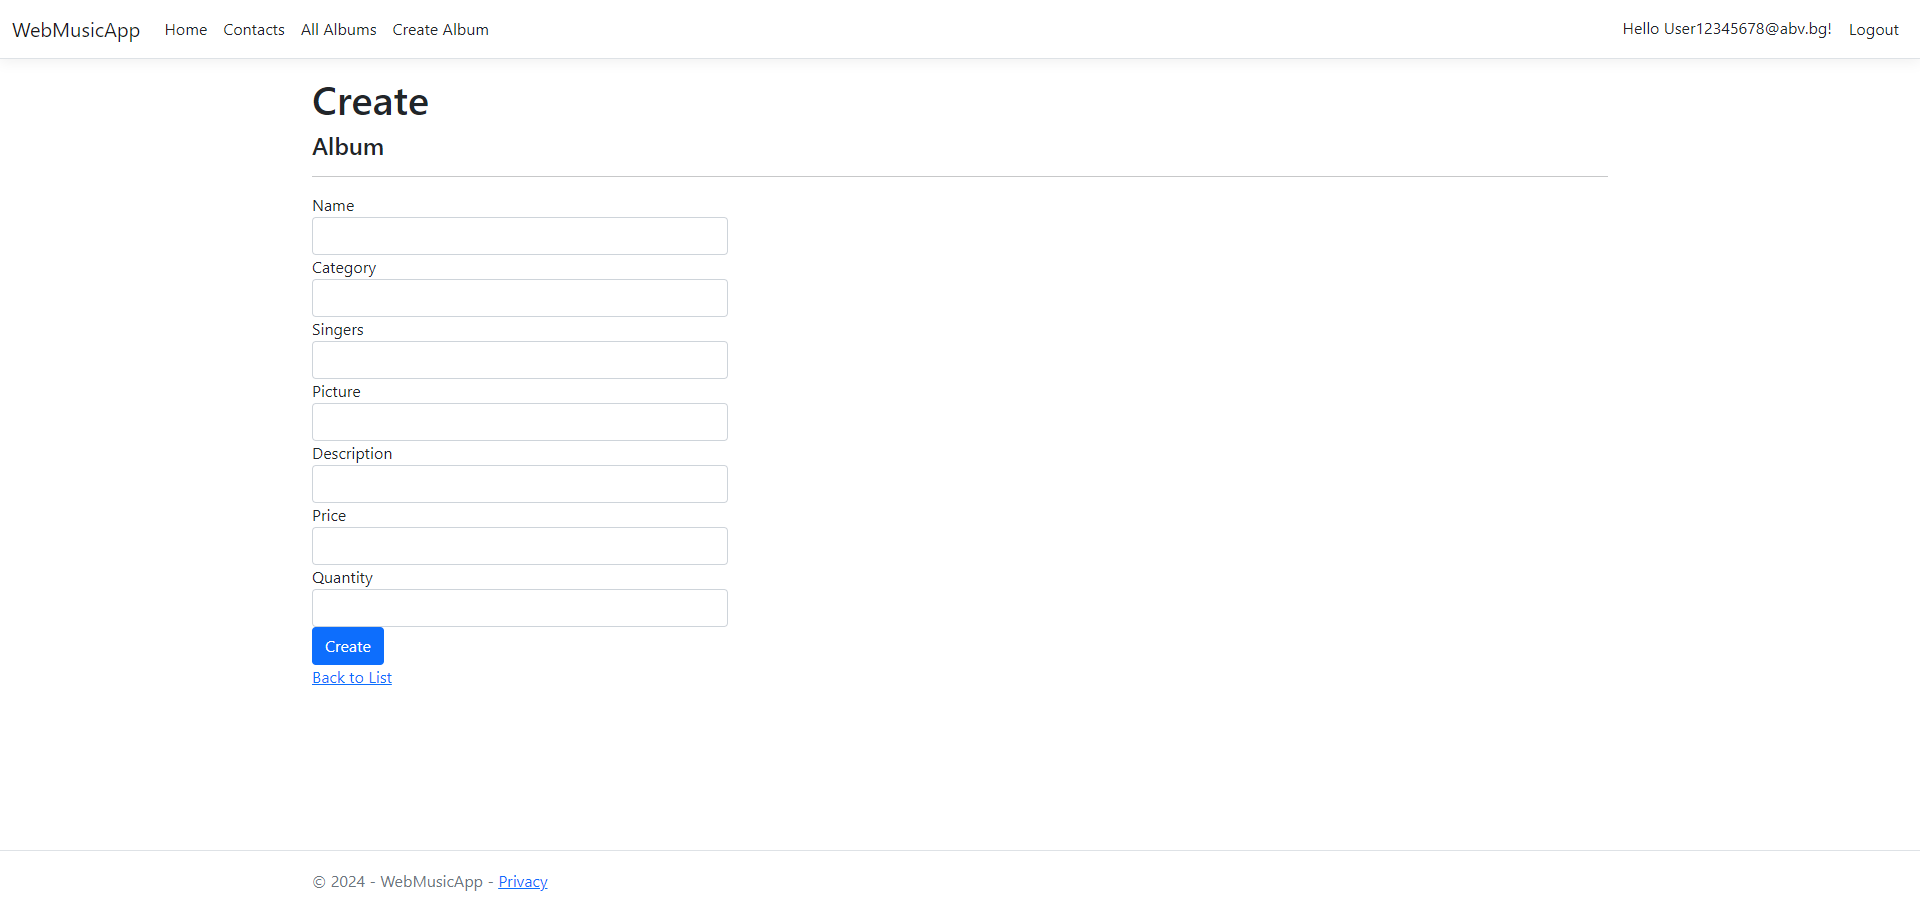 WebMusicApp Home Contacts All Albums Create Album Hello User12345678@abv.bg! Logout
Create
Album
Name
Category
Singers
Picture
Description
Price
Quantity
Create
Back to List
© 2024 - WebMusicApp - Privacy